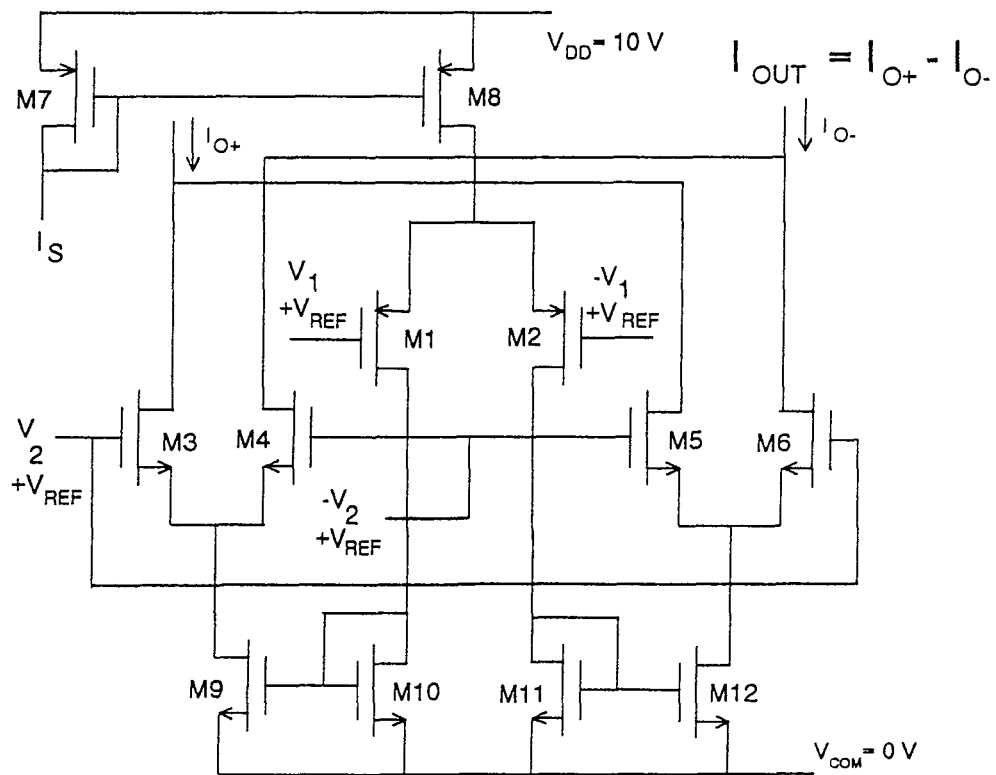 V_DD = 10 V
I_OUT = I_O+ - I_O-
M7
M8
I_O+
I_O-
I_S
V_1
+V_REF
-V_1
+V_REF
M1
M2
V_2
+V_REF
M3
M4
M5
M6
-V_2
+V_REF
M9
M10
M11
M12
V_COM = 0 V